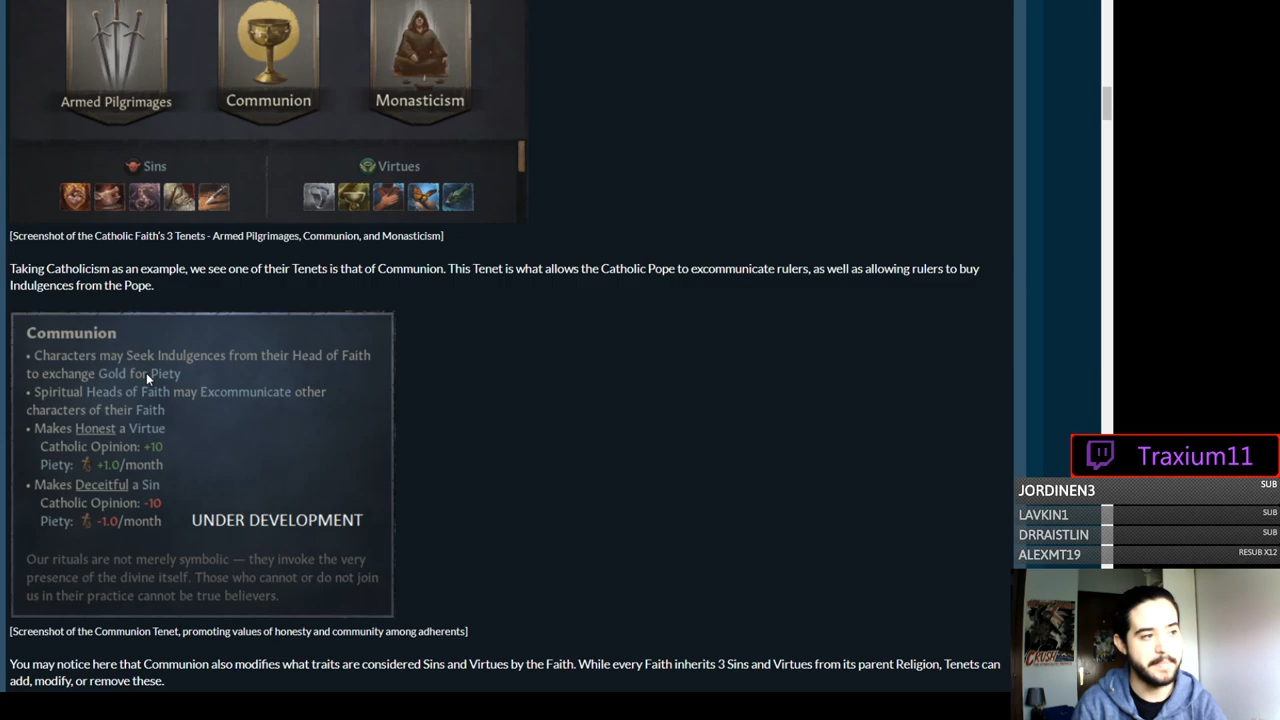 Armed Pilgrimages Communion Monasticism
Sins Virtues
[Screenshot of the Catholic Faith's 3 Tenets - Armed Pilgrimages, Communion, and Monasticism]
Taking Catholicism as an example, we see one of their Tenets is that of Communion. This Tenet is what allows the Catholic Pope to excommunicate rulers, as well as allowing rulers to buy
Indulgences from the Pope.
Communion
• Characters may Seek Indulgences from their Head of Faith
to exchange Gold for Piety
• Spiritual Heads of Faith may Excommunicate other
characters of their Faith
• Makes Honest a Virtue
Catholic Opinion: +10
Piety: +1.0/month
• Makes Deceitful a Sin
Catholic Opinion: -10
Piety: -1.0/month
UNDER DEVELOPMENT
Our rituals are not merely symbolic — they invoke the very
presence of the divine itself. Those who cannot or do not join
us in their practice cannot be true believers.
[Screenshot of the Communion Tenet, promoting values of honesty and community among adherents]
You may notice here that Communion also modifies what traits are considered Sins and Virtues by the Faith. While every Faith inherits 3 Sins and Virtues from its parent Religion, Tenets can
add, modify, or remove these.
Traxium11
JORDINEN3 SUB
LAVKIN1 SUB
DRRAISTLIN SUB
ALEXMT19 RESUB X12